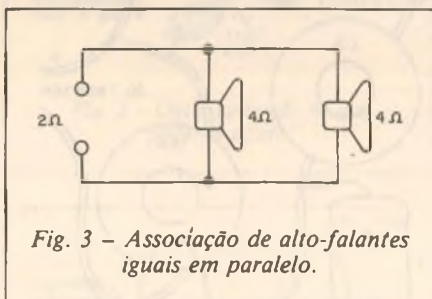 2Ω
4Ω
4Ω
Fig. 3 – Associação de alto-falantes
iguais em paralelo.